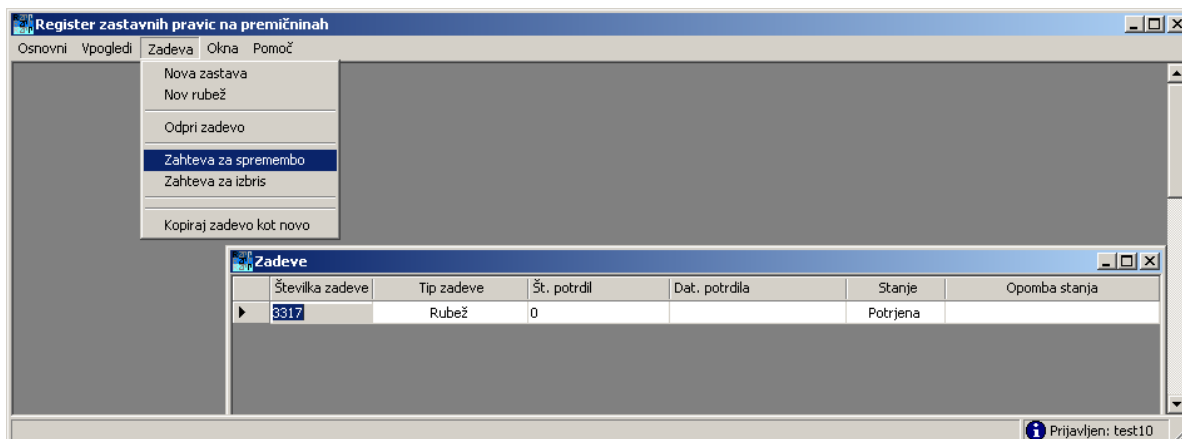 Register zastavnih pravic na premičninah
Osnovni Vpogledi Zadeva Okna Pomoč
Nova zastava
Nov rubež
Odpri zadevo
Zahteva za spremembo
Zahteva za izbris
Kopiraj zadevo kot novo
Zadeve
Številka zadeve Tip zadeve Št. potrdil Dat. potrdila Stanje Opomba stanja
3317 Rubež 0 Potrjena
Prijavljen: test10